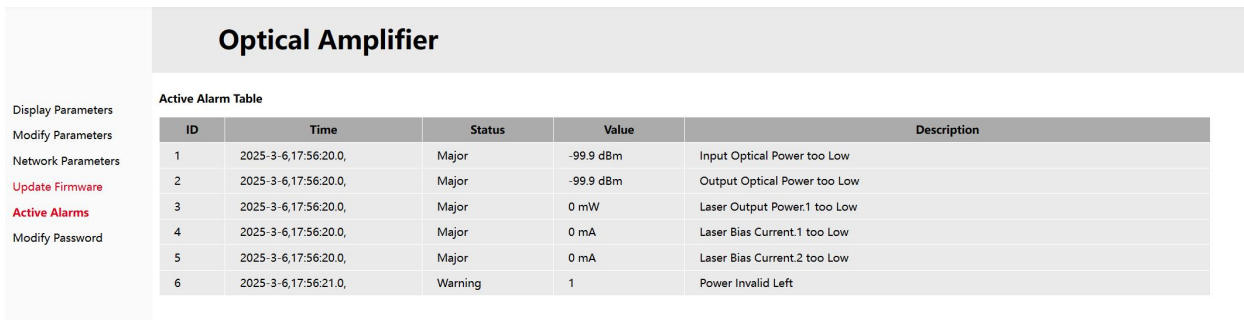 Optical Amplifier
Display Parameters
Modify Parameters
Network Parameters
Update Firmware
Active Alarms
Modify Password
Active Alarm Table
ID Time Status Value Description
1 2025-3-6,17:56:20.0, Major -99.9 dBm Input Optical Power too Low
2 2025-3-6,17:56:20.0, Major -99.9 dBm Output Optical Power too Low
3 2025-3-6,17:56:20.0, Major 0 mW Laser Output Power.1 too Low
4 2025-3-6,17:56:20.0, Major 0 mA Laser Bias Current.1 too Low
5 2025-3-6,17:56:20.0, Major 0 mA Laser Bias Current.2 too Low
6 2025-3-6,17:56:21.0, Warning 1 Power Invalid Left